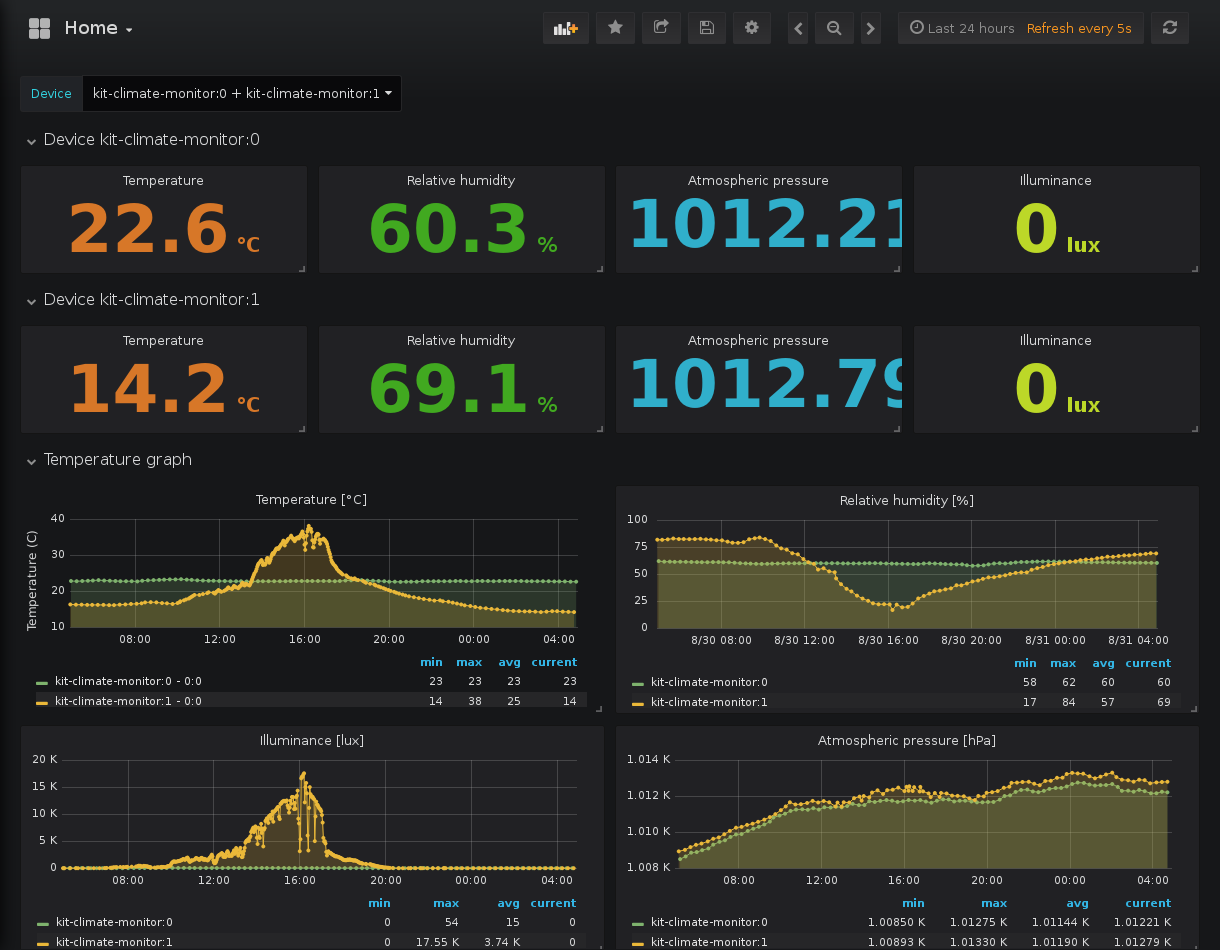 Home
Last 24 hours Refresh every 5s
Device kit-climate-monitor:0 + kit-climate-monitor:1
Device kit-climate-monitor:0
Temperature Relative humidity Atmospheric pressure Illuminance
22.6 °C 60.3 % 1012.21 0 lux
Device kit-climate-monitor:1
Temperature Relative humidity Atmospheric pressure Illuminance
14.2 °C 69.1 % 1012.79 0 lux
Temperature graph
Temperature [°C]
Temperature (C)
40
30
20
10
08:00 12:00 16:00 20:00 00:00 04:00
min max avg current
kit-climate-monitor:0 - 0:0 23 23 23 23
kit-climate-monitor:1 - 0:0 14 38 25 14
Relative humidity [%]
100
75
50
25
0
8/30 08:00 8/30 12:00 8/30 16:00 8/30 20:00 8/31 00:00 8/31 04:00
min max avg current
kit-climate-monitor:0 58 62 60 60
kit-climate-monitor:1 17 84 57 69
Illuminance [lux]
20 K
15 K
10 K
5 K
0
08:00 12:00 16:00 20:00 00:00 04:00
min max avg current
kit-climate-monitor:0 0 54 15 0
kit-climate-monitor:1 0 17.55 K 3.74 K 0
Atmospheric pressure [hPa]
1.014 K
1.012 K
1.010 K
1.008 K
08:00 12:00 16:00 20:00 00:00 04:00
min max avg current
kit-climate-monitor:0 1.00850 K 1.01275 K 1.01144 K 1.01221 K
kit-climate-monitor:1 1.00893 K 1.01330 K 1.01190 K 1.01279 K